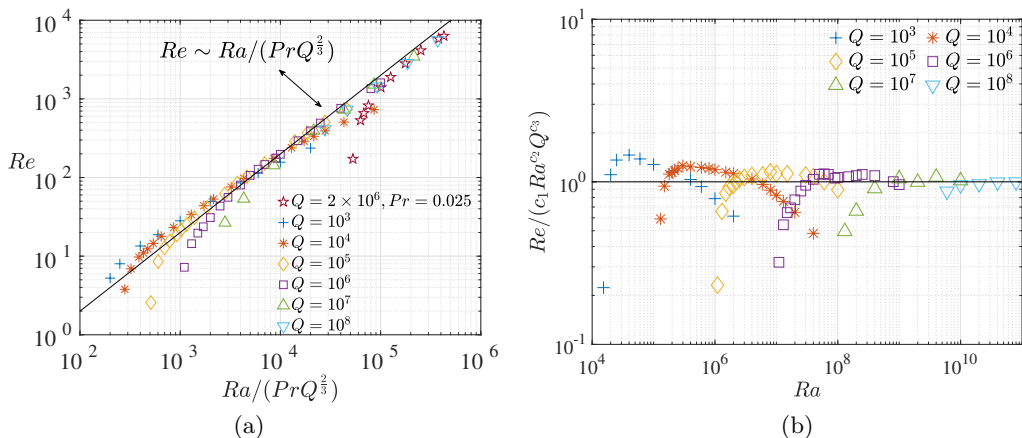 10^4
10^3
10^2
10^1
10^0
Re
Re ∼ Ra/(PrQ^{2/3})
Q = 2 × 10^6, Pr = 0.025
Q = 10^3
Q = 10^4
Q = 10^5
Q = 10^6
Q = 10^7
Q = 10^8
10^2 10^3 10^4 10^5 10^6
Ra/(PrQ^{2/3})
(a)
10^1
10^0
10^{-1}
Re/(c_1Ra^{c_2}Q^{c_3})
Q = 10^3 Q = 10^4
Q = 10^5 Q = 10^6
Q = 10^7 Q = 10^8
10^4 10^6 10^8 10^{10}
Ra
(b)